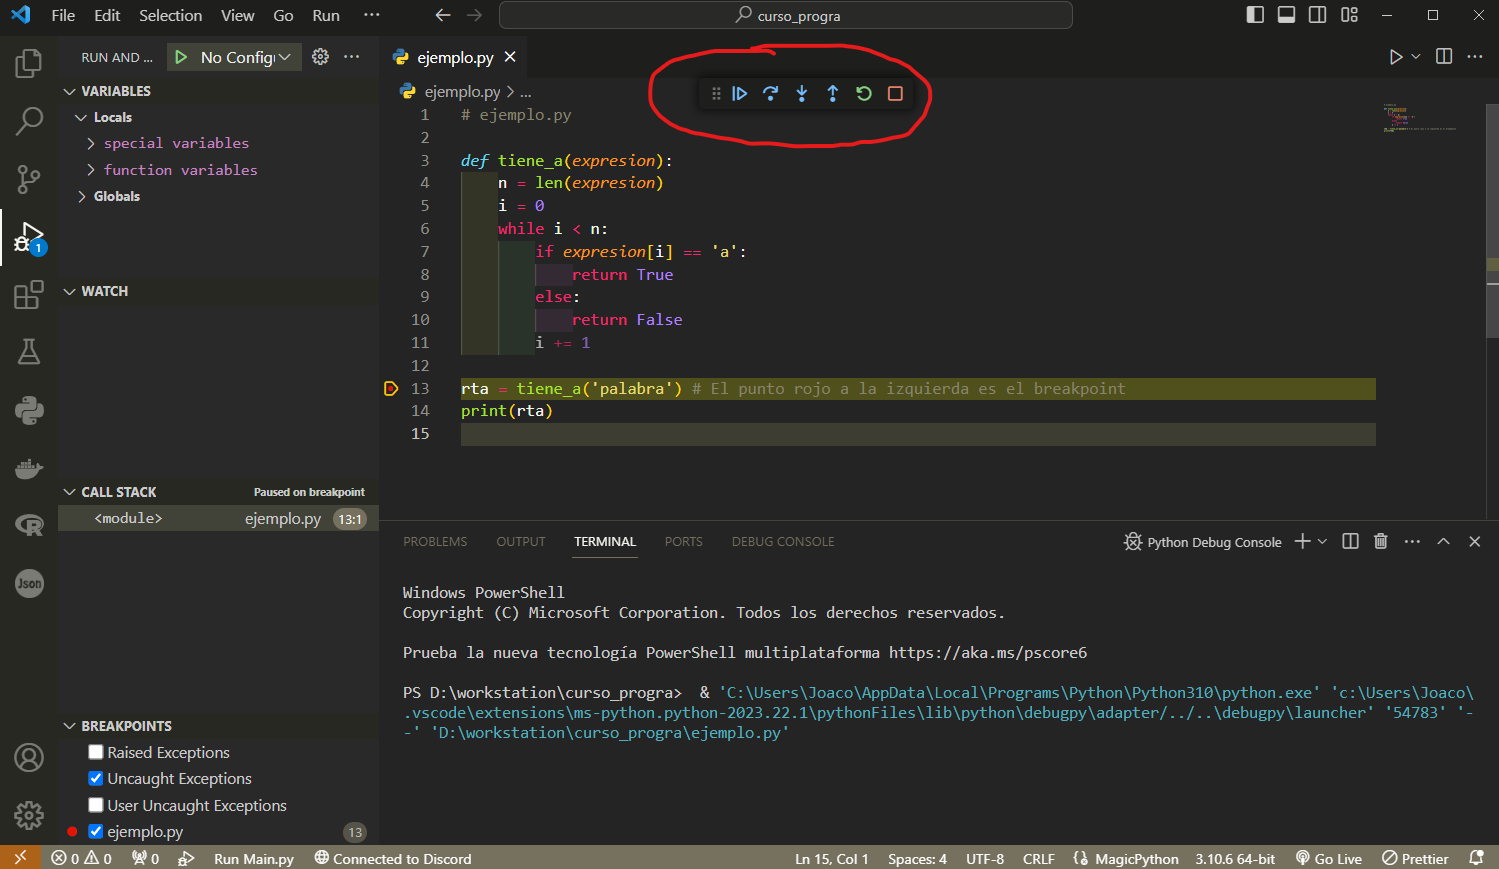 File Edit Selection View Go Run ··· curso_progra
RUN AND ... No Config ···
ejemplo.py
ejemplo.py > ...
VARIABLES
Locals
special variables
function variables
Globals
WATCH
CALL STACK Paused on breakpoint
<module> ejemplo.py 13:1
BREAKPOINTS
Raised Exceptions
Uncaught Exceptions
User Uncaught Exceptions
ejemplo.py 13
1 # ejemplo.py
2
3 def tiene_a(expresion):
4 n = len(expresion)
5 i = 0
6 while i < n:
7 if expresion[i] == 'a':
8 return True
9 else:
10 return False
11 i += 1
12
13 rta = tiene_a('palabra') # El punto rojo a la izquierda es el breakpoint
14 print(rta)
15
PROBLEMS OUTPUT TERMINAL PORTS DEBUG CONSOLE Python Debug Console
Windows PowerShell
Copyright (C) Microsoft Corporation. Todos los derechos reservados.
Prueba la nueva tecnología PowerShell multiplataforma https://aka.ms/pscore6
PS D:\workstation\curso_progra>  & 'C:\Users\Joaco\AppData\Local\Programs\Python\Python310\python.exe' 'c:\Users\Joaco\
.vscode\extensions\ms-python.python-2023.22.1\pythonFiles\lib\python\debugpy\adapter/../..\debugpy\launcher' '54783' '-
-' 'D:\workstation\curso_progra\ejemplo.py'
1
Json
0 0 0 Run Main.py Connected to Discord Ln 15, Col 1 Spaces: 4 UTF-8 CRLF MagicPython 3.10.6 64-bit Go Live Prettier